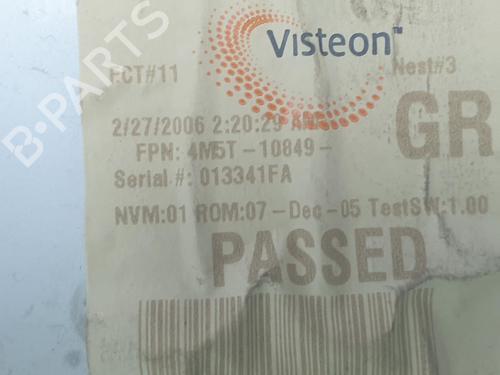 Visteon™
FCT#11 Nest#3
2/27/2006 2:20:29 AM GR
FPN: 4M5T-10849-
Serial #: 013341FA
NVM:01 ROM:07-Dec-05 TestSW:1.00
PASSED
B-PARTS